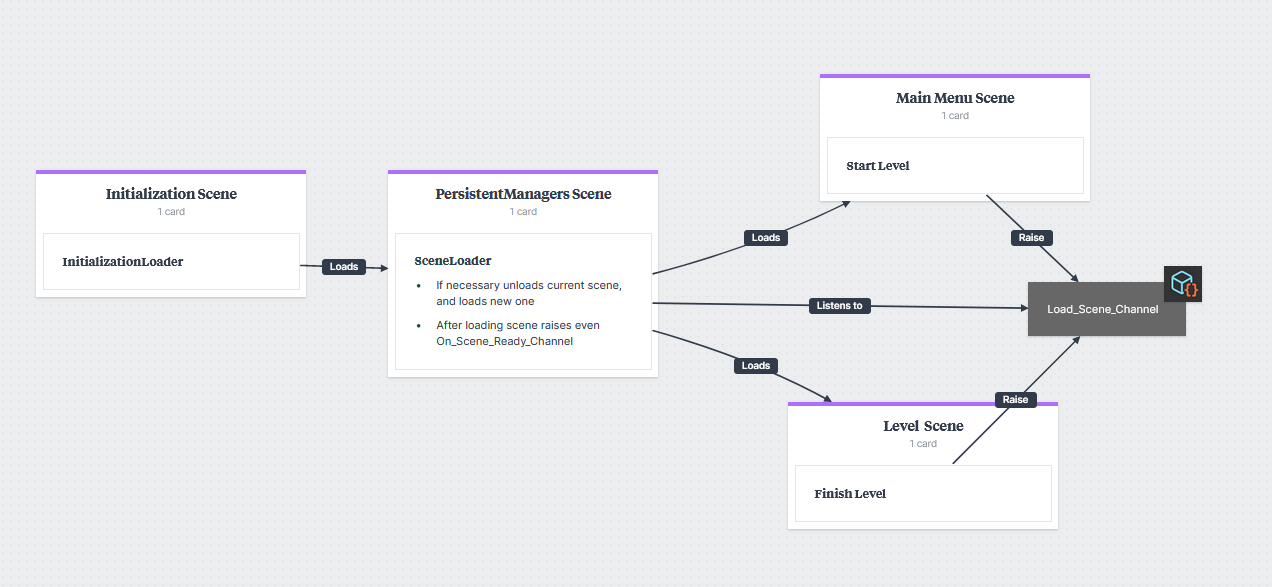 Initialization Scene
1 card
InitializationLoader
Loads
PersistentManagers Scene
1 card
SceneLoader
If necessary unloads current scene,
and loads new one
After loading scene raises even
On_Scene_Ready_Channel
Loads
Listens to
Loads
Main Menu Scene
1 card
Start Level
Raise
Load_Scene_Channel
Raise
Level Scene
1 card
Finish Level